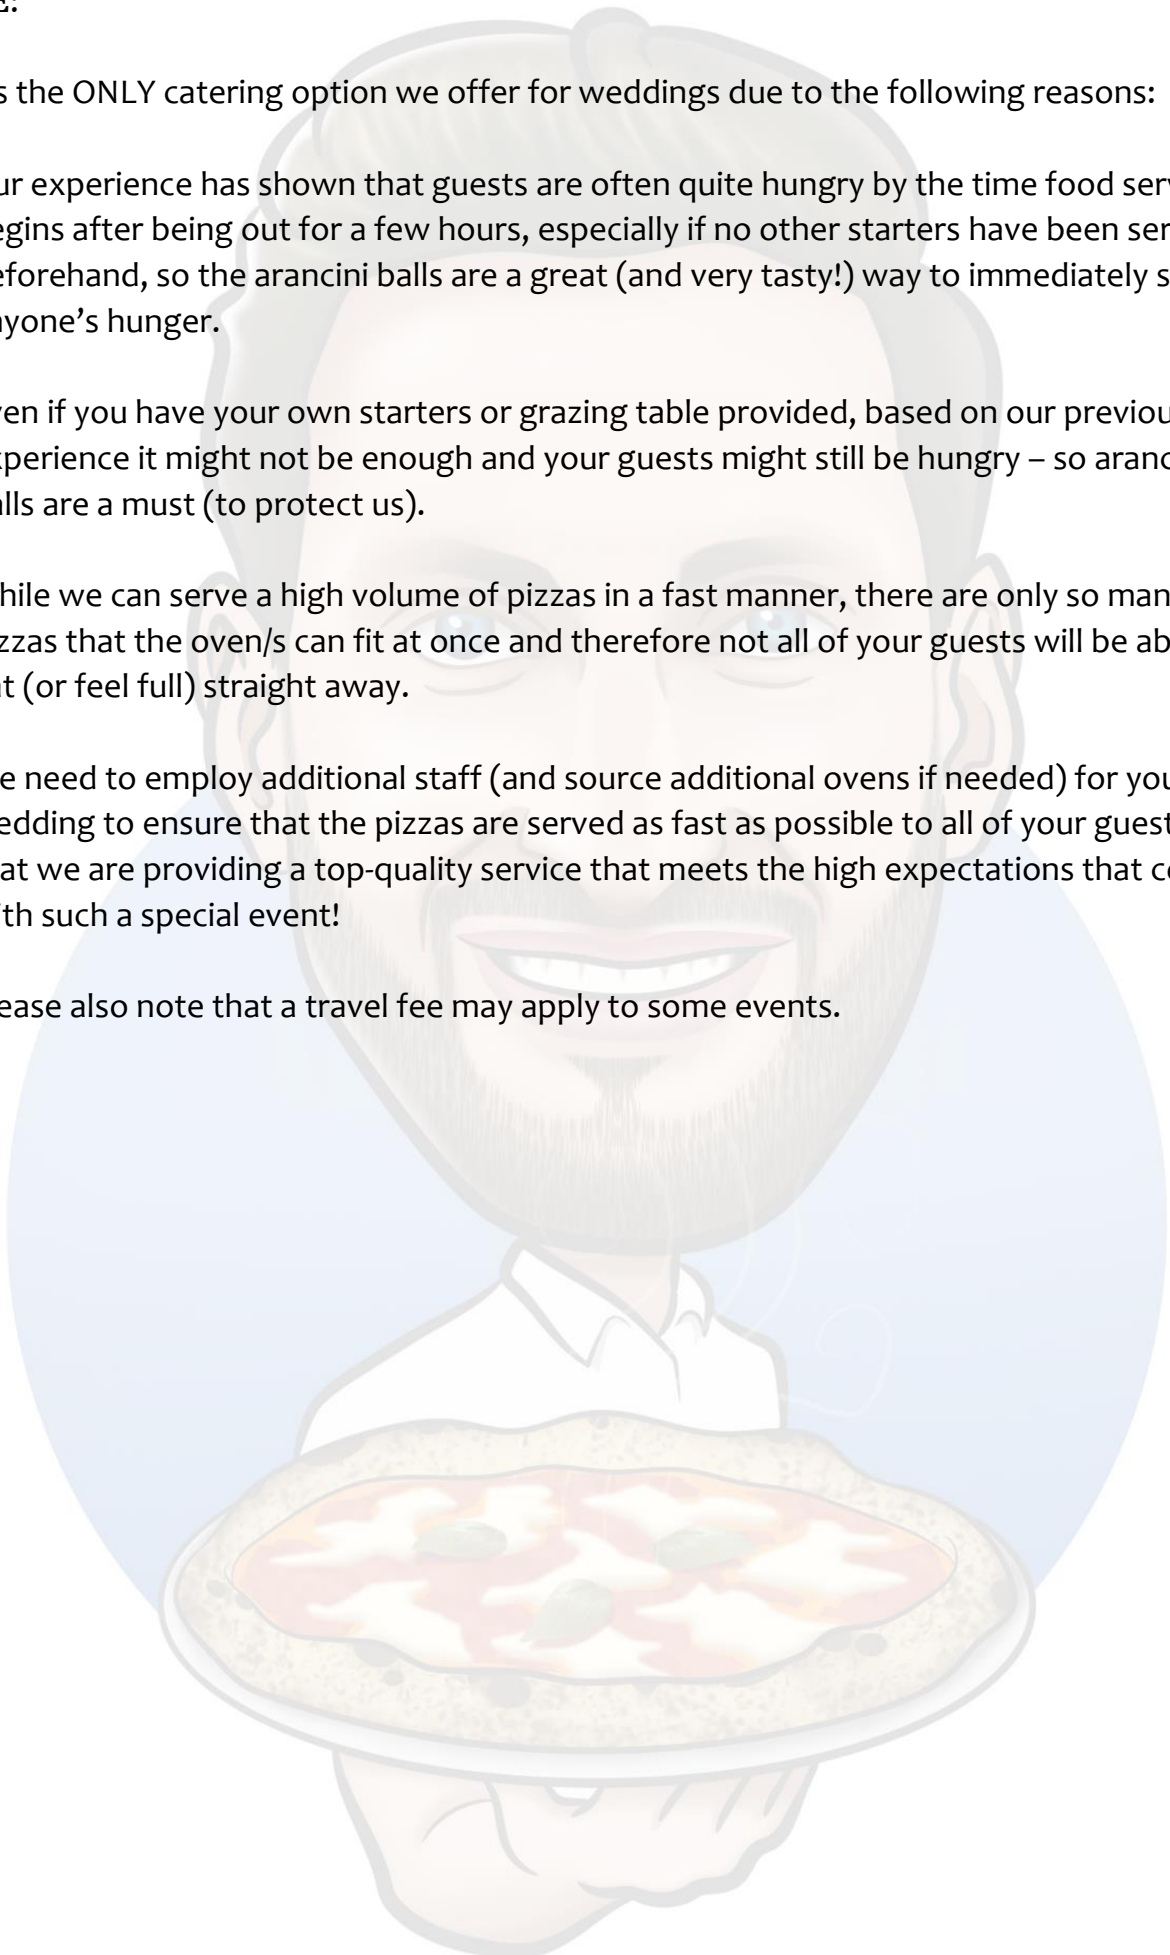 E:
s the ONLY catering option we offer for weddings due to the following reasons:
ur experience has shown that guests are often quite hungry by the time food serv
egins after being out for a few hours, especially if no other starters have been ser
eforehand, so the arancini balls are a great (and very tasty!) way to immediately s
nyone's hunger.
ven if you have your own starters or grazing table provided, based on our previou
xperience it might not be enough and your guests might still be hungry – so aranc
alls are a must (to protect us).
hile we can serve a high volume of pizzas in a fast manner, there are only so man
zzas that the oven/s can fit at once and therefore not all of your guests will be ab
at (or feel full) straight away.
e need to employ additional staff (and source additional ovens if needed) for you
edding to ensure that the pizzas are served as fast as possible to all of your guest
at we are providing a top-quality service that meets the high expectations that co
ith such a special event!
ease also note that a travel fee may apply to some events.